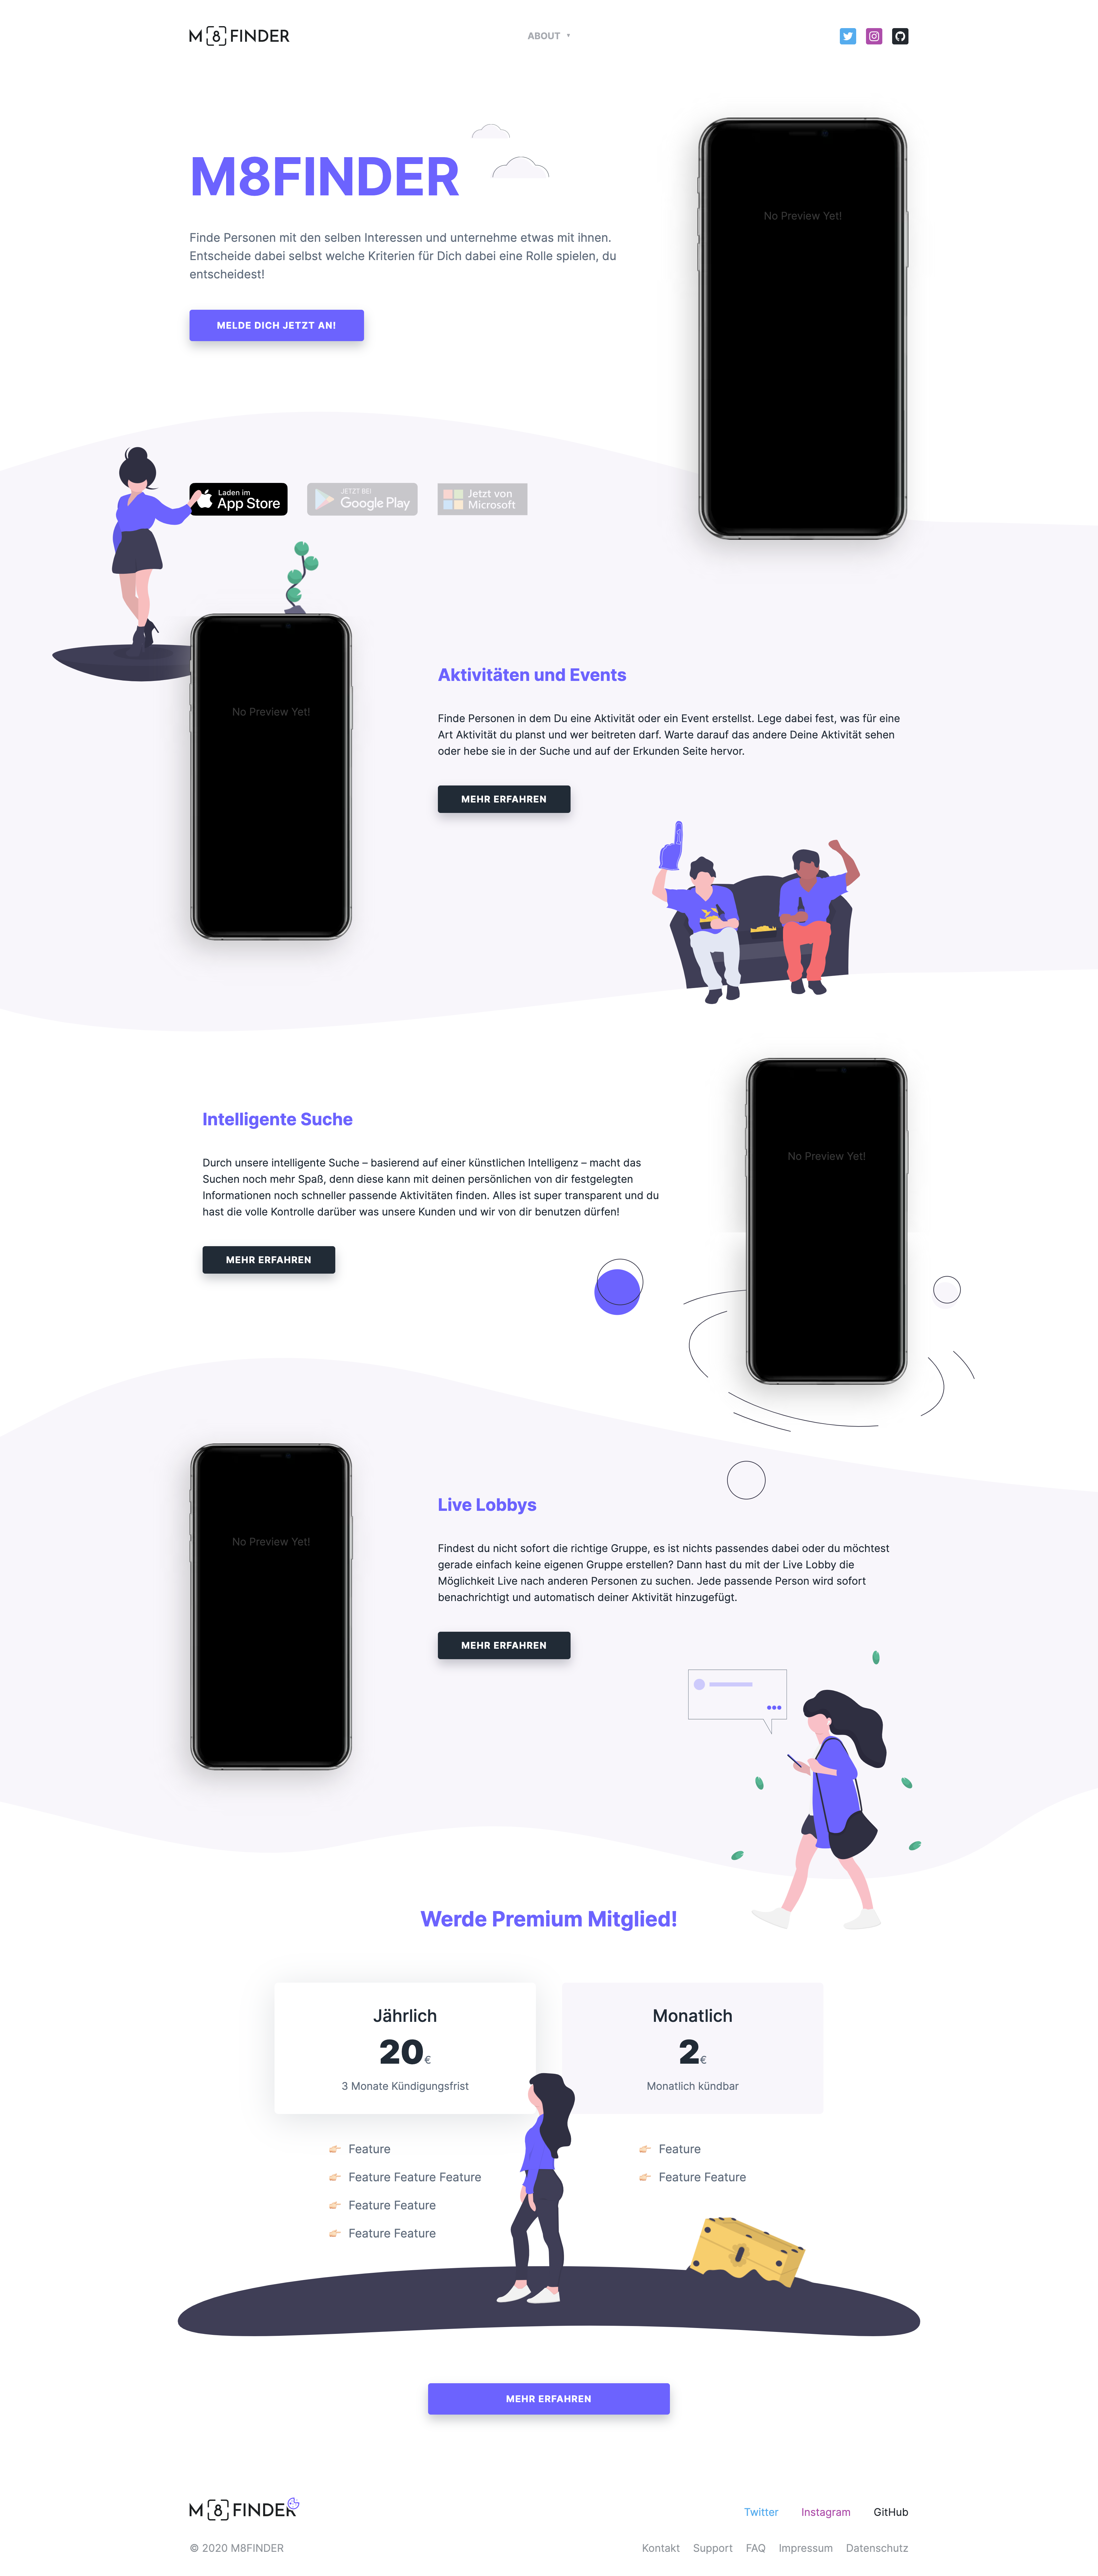 M8FINDER
ABOUT
M8FINDER
No Preview Yet!
Finde Personen mit den selben Interessen und unternehme etwas mit ihnen.
Entscheide dabei selbst welche Kriterien für Dich dabei eine Rolle spielen, du
entscheidest!
MELDE DICH JETZT AN!
Laden im
App Store
JETZT BEI
Google Play
Jetzt von
Microsoft
No Preview Yet!
Aktivitäten und Events
Finde Personen in dem Du eine Aktivität oder ein Event erstellst. Lege dabei fest, was für eine
Art Aktivität du planst und wer beitreten darf. Warte darauf das andere Deine Aktivität sehen
oder hebe sie in der Suche und auf der Erkunden Seite hervor.
MEHR ERFAHREN
Intelligente Suche
Durch unsere intelligente Suche – basierend auf einer künstlichen Intelligenz – macht das
Suchen noch mehr Spaß, denn diese kann mit deinen persönlichen von dir festgelegten
Informationen noch schneller passende Aktivitäten finden. Alles ist super transparent und du
hast die volle Kontrolle darüber was unsere Kunden und wir von dir benutzen dürfen!
MEHR ERFAHREN
No Preview Yet!
No Preview Yet!
Live Lobbys
Findest du nicht sofort die richtige Gruppe, es ist nichts passendes dabei oder du möchtest
gerade einfach keine eigenen Gruppe erstellen? Dann hast du mit der Live Lobby die
Möglichkeit Live nach anderen Personen zu suchen. Jede passende Person wird sofort
benachrichtigt und automatisch deiner Aktivität hinzugefügt.
MEHR ERFAHREN
Werde Premium Mitglied!
Jährlich
20€
3 Monate Kündigungsfrist
Feature
Feature Feature Feature
Feature Feature
Feature Feature
Monatlich
2€
Monatlich kündbar
Feature
Feature Feature
MEHR ERFAHREN
M8FINDER
Twitter Instagram GitHub
© 2020 M8FINDER
Kontakt Support FAQ Impressum Datenschutz